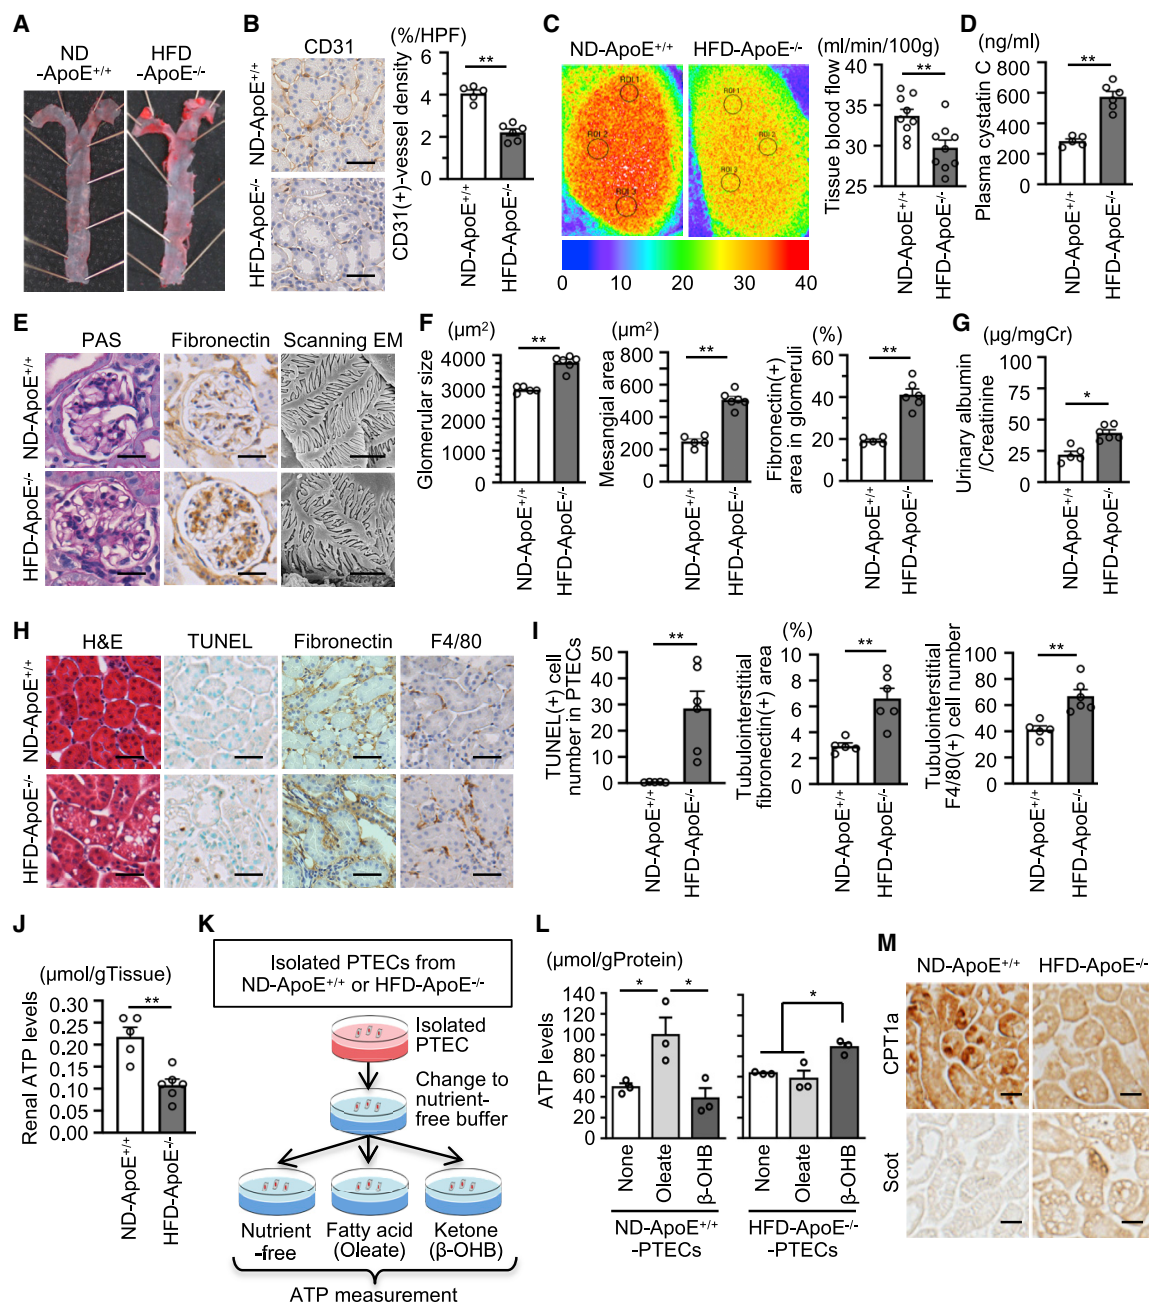 A
ND
-ApoE+/+
HFD
-ApoE-/-
B
CD31
ND-ApoE+/+
HFD-ApoE-/-
(%/HPF)
CD31(+)-vessel density
6
4
2
0
**
ND-ApoE+/+
HFD-ApoE-/-
C
ND-ApoE+/+
HFD-ApoE-/-
ROI 1
ROI 2
ROI 3
ROI 1
ROI 2
ROI 3
0 10 20 30 40
(ml/min/100g)
Tissue blood flow
40
35
30
25
**
ND-ApoE+/+
HFD-ApoE-/-
D
(ng/ml)
Plasma cystatin C
800
600
400
200
0
**
ND-ApoE+/+
HFD-ApoE-/-
E
PAS
Fibronectin
Scanning EM
ND-ApoE+/+
HFD-ApoE-/-
F
(μm²)
Glomerular size
4000
3000
2000
1000
0
**
ND-ApoE+/+
HFD-ApoE-/-
(μm²)
Mesangial area
800
600
400
200
0
**
ND-ApoE+/+
HFD-ApoE-/-
(%)
Fibronectin(+)
area in glomeruli
60
40
20
0
**
ND-ApoE+/+
HFD-ApoE-/-
G
(μg/mgCr)
Urinary albumin
/Creatinine
100
75
50
25
0
*
ND-ApoE+/+
HFD-ApoE-/-
H
H&E
TUNEL
Fibronectin
F4/80
ND-ApoE+/+
HFD-ApoE-/-
I
TUNEL(+) cell
number in PTECs
50
40
30
20
10
0
**
ND-ApoE+/+
HFD-ApoE-/-
(%)
Tubulointerstitial
fibronectin(+) area
10
8
6
4
2
0
**
ND-ApoE+/+
HFD-ApoE-/-
Tubulointerstitial
F4/80(+) cell number
100
80
60
40
20
0
**
ND-ApoE+/+
HFD-ApoE-/-
J
(μmol/gTissue)
Renal ATP levels
0.30
0.25
0.20
0.15
0.10
0.05
0.00
**
ND-ApoE+/+
HFD-ApoE-/-
K
Isolated PTECs from
ND-ApoE+/+ or HFD-ApoE-/-
Isolated
PTEC
Change to
nutrient-
free buffer
Nutrient
-free
Fatty acid
(Oleate)
Ketone
(β-OHB)
ATP measurement
L
(μmol/gProtein)
ATP levels
140
120
100
80
60
40
20
0
* *
*
None
Oleate
β-OHB
None
Oleate
β-OHB
ND-ApoE+/+
-PTECs
HFD-ApoE-/-
-PTECs
M
ND-ApoE+/+
HFD-ApoE-/-
CPT1a
Scot